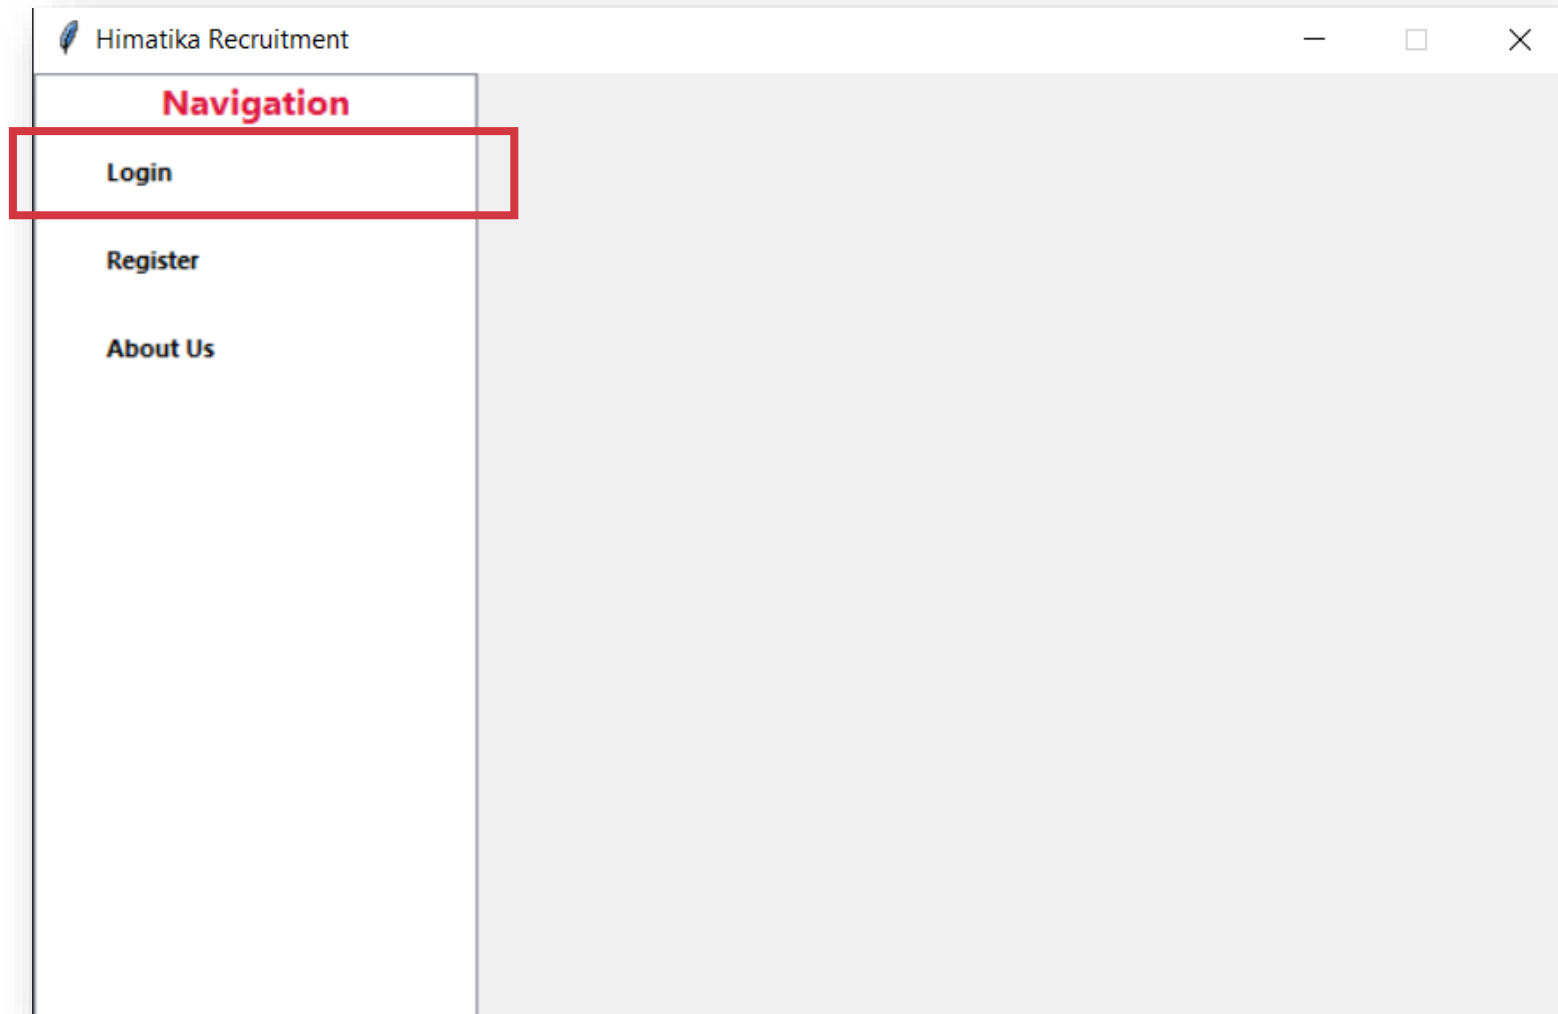 Himatika Recruitment
Navigation
Login
Register
About Us